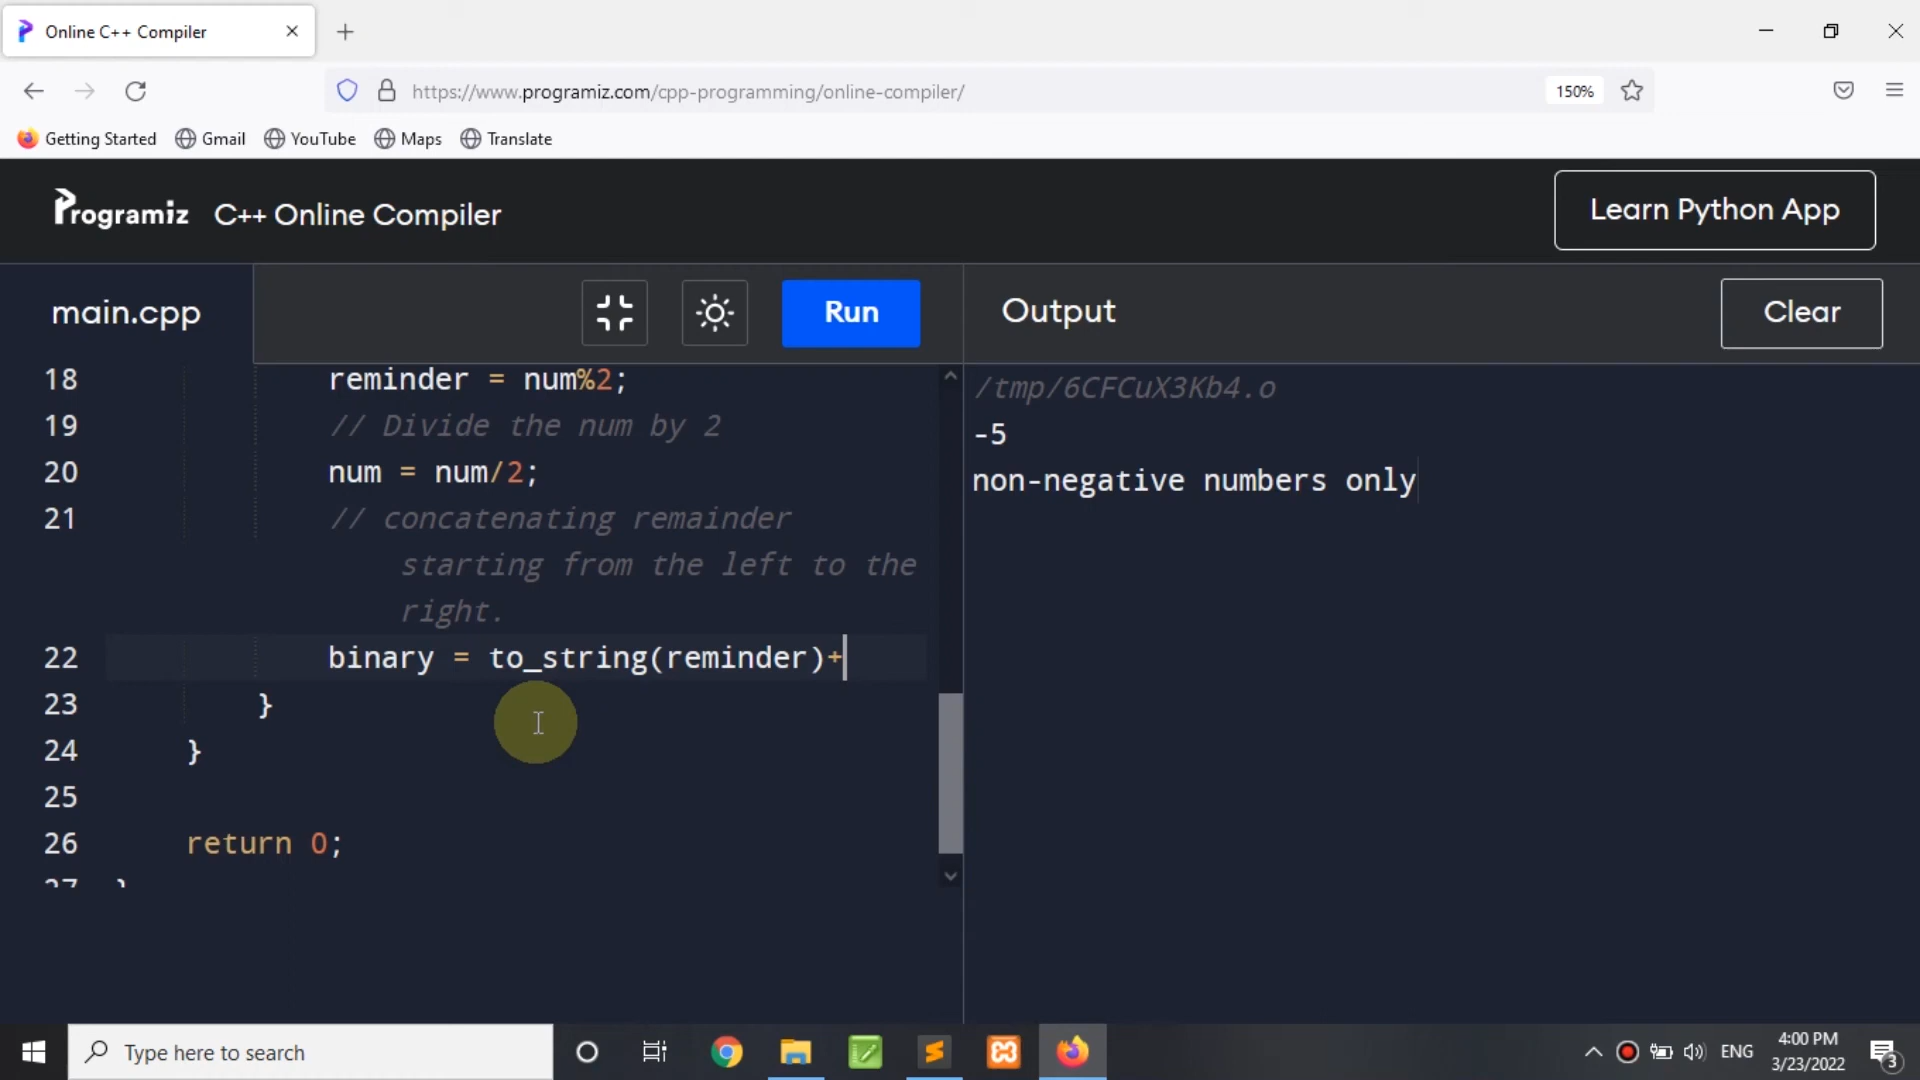 Online C++ Compiler
https://www.programiz.com/cpp-programming/online-compiler/
150%
Getting Started Gmail YouTube Maps Translate
Programiz C++ Online Compiler
Learn Python App
main.cpp
Run
Output
Clear
18 reminder = num%2;
19 // Divide the num by 2
20 num = num/2;
21 // concatenating remainder
starting from the left to the
right.
22 binary = to_string(reminder)+
23 }
24 }
25
26 return 0;
27 }
/tmp/6CFCuX3Kb4.o
-5
non-negative numbers only
Type here to search
ENG
4:00 PM
3/23/2022
3